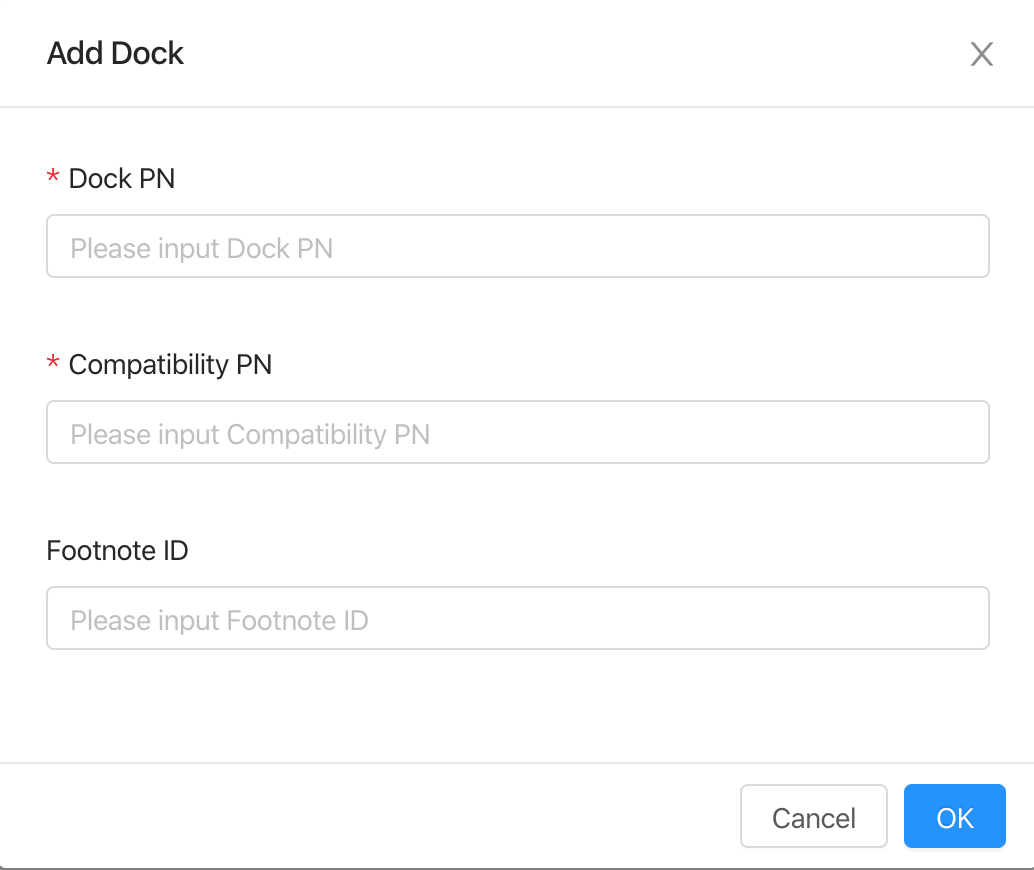 Add Dock
* Dock PN
Please input Dock PN
* Compatibility PN
Please input Compatibility PN
Footnote ID
Please input Footnote ID
Cancel
OK